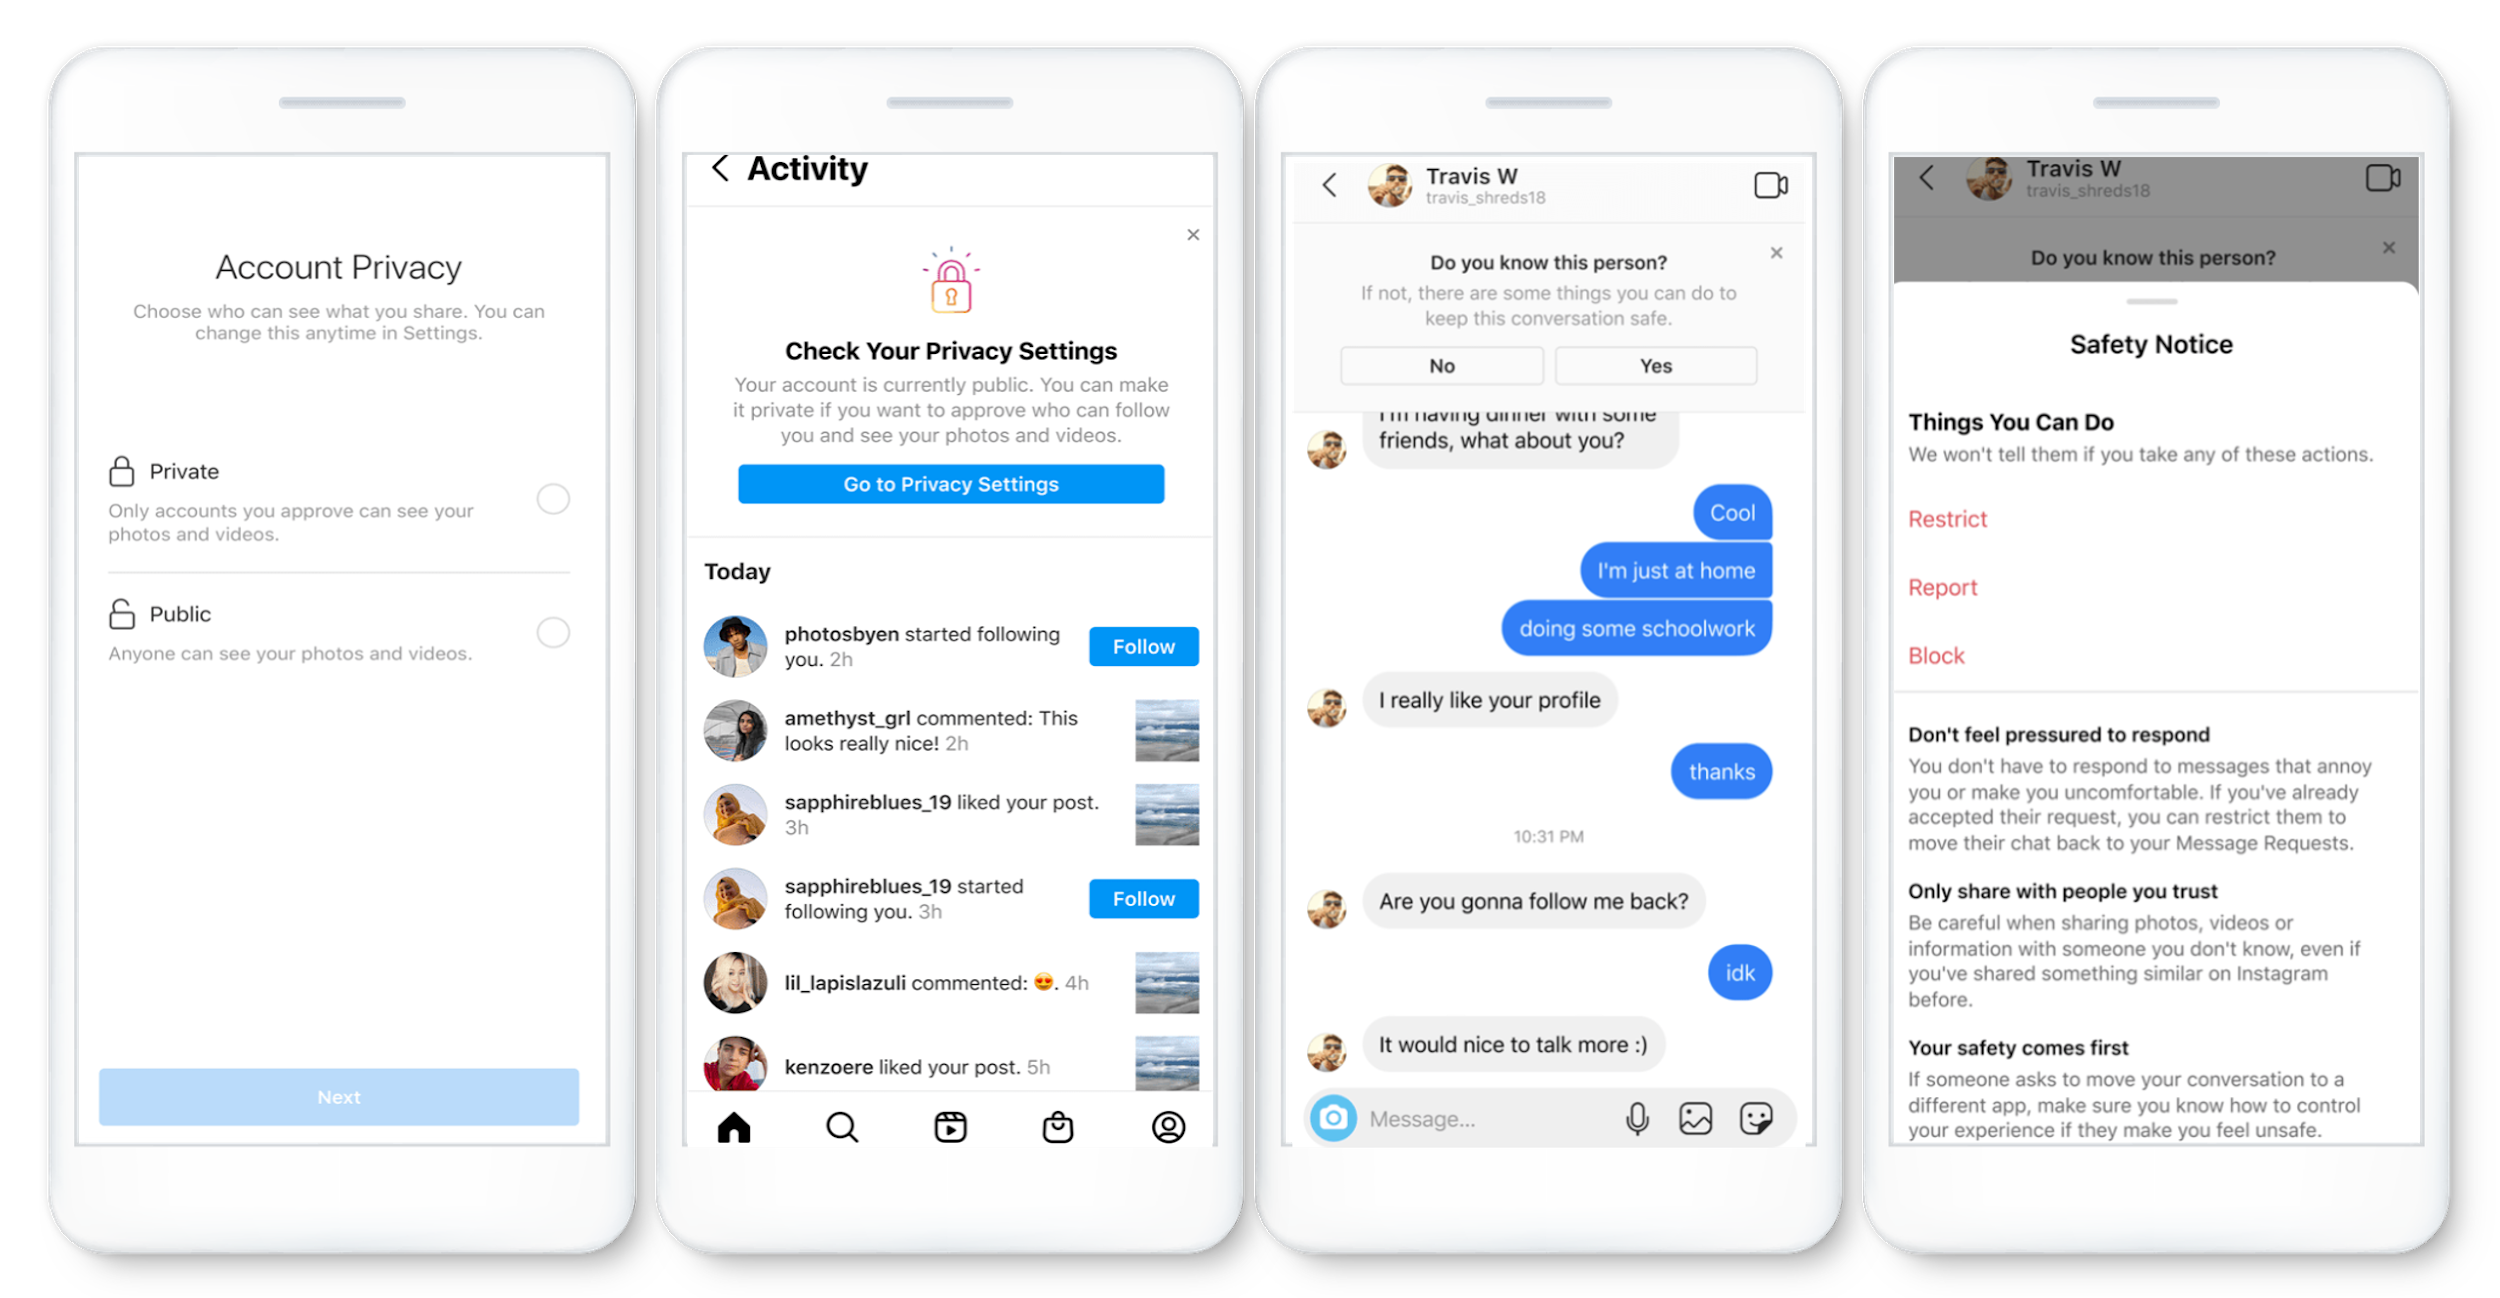 Account Privacy
Choose who can see what you share. You can
change this anytime in Settings.
Private
Only accounts you approve can see your
photos and videos.
Public
Anyone can see your photos and videos.
Next
Activity
Check Your Privacy Settings
Your account is currently public. You can make
it private if you want to approve who can follow
you and see your photos and videos.
Go to Privacy Settings
Today
photosbyen started following
you. 2h
Follow
amethyst_grl commented: This
looks really nice! 2h
sapphireblues_19 liked your post.
3h
sapphireblues_19 started
following you. 3h
Follow
lil_lapislazuli commented: 😍. 4h
kenzoere liked your post. 5h
Travis W
travis_shreds18
Do you know this person?
If not, there are some things you can do to
keep this conversation safe.
No
Yes
I'm having dinner with some
friends, what about you?
Cool
I'm just at home
doing some schoolwork
I really like your profile
thanks
10:31 PM
Are you gonna follow me back?
idk
It would nice to talk more :)
Message...
Travis W
travis_shreds18
Do you know this person?
Safety Notice
Things You Can Do
We won't tell them if you take any of these actions.
Restrict
Report
Block
Don't feel pressured to respond
You don't have to respond to messages that annoy
you or make you uncomfortable. If you've already
accepted their request, you can restrict them to
move their chat back to your Message Requests.
Only share with people you trust
Be careful when sharing photos, videos or
information with someone you don't know, even if
you've shared something similar on Instagram
before.
Your safety comes first
If someone asks to move your conversation to a
different app, make sure you know how to control
your experience if they make you feel unsafe.